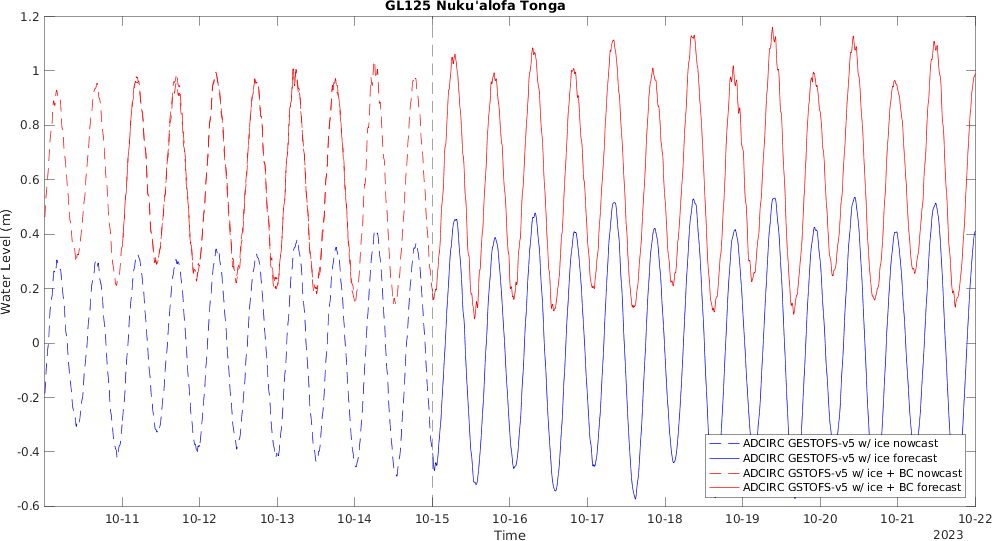 GL125 Nuku'alofa Tonga
1.2
1
0.8
0.6
0.4
0.2
0
-0.2
-0.4
-0.6
Water Level (m)
ADCIRC GESTOFS-v5 w/ ice nowcast
ADCIRC GESTOFS-v5 w/ ice forecast
ADCIRC GSTOFS-v5 w/ ice + BC nowcast
ADCIRC GSTOFS-v5 w/ ice + BC forecast
10-11 10-12 10-13 10-14 10-15 10-16 10-17 10-18 10-19 10-20 10-21 10-22
Time
2023